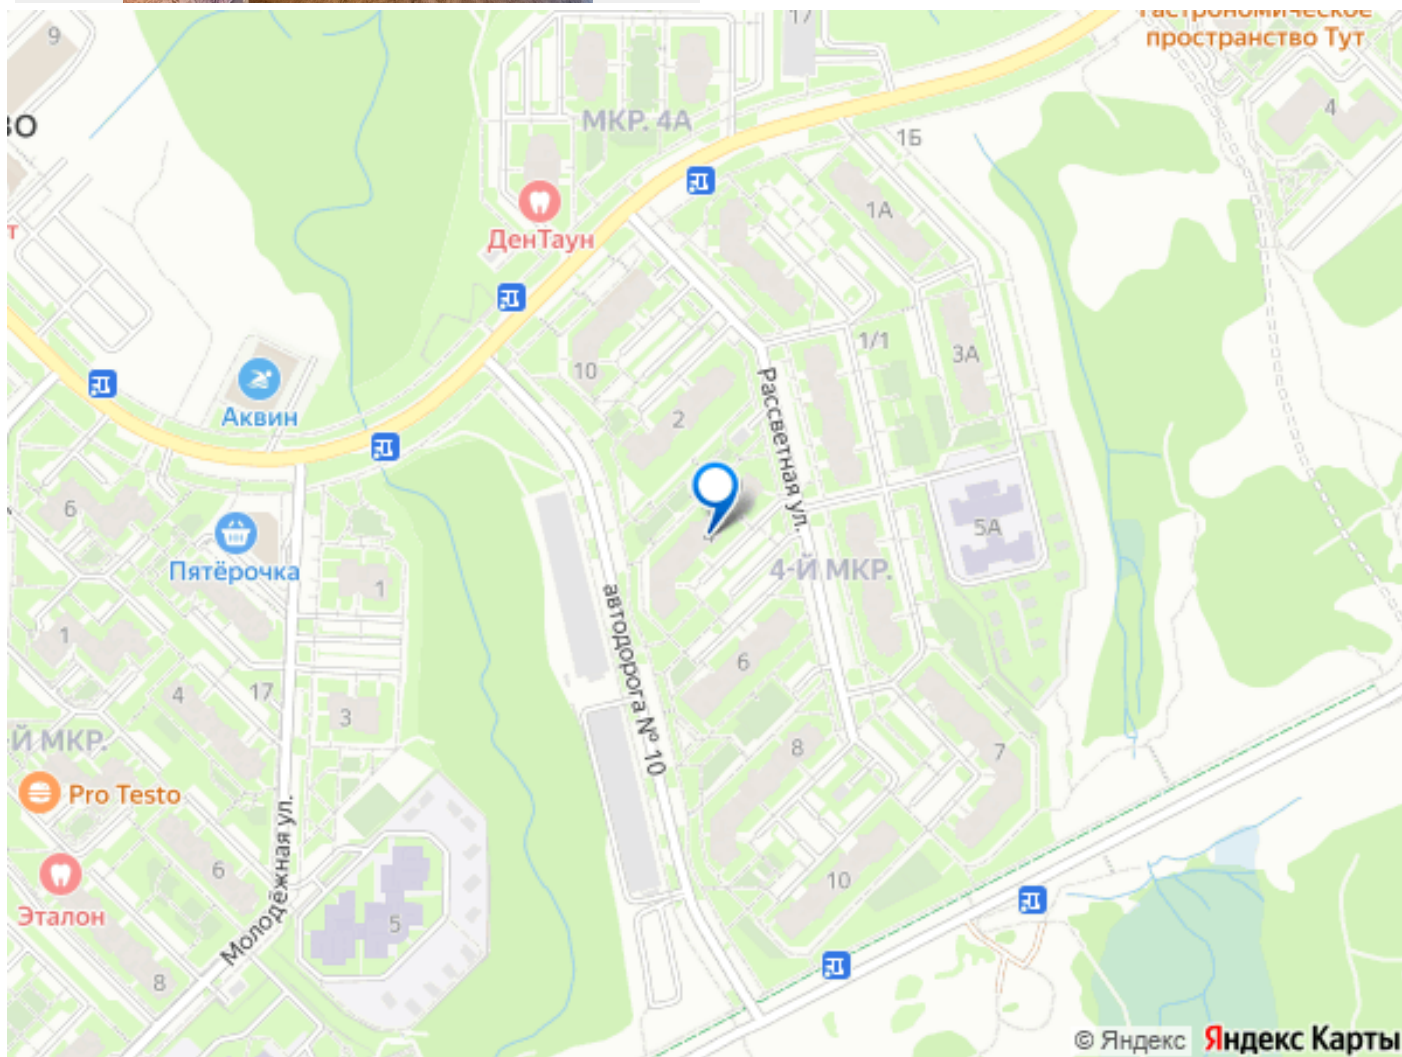 Гастрономическое
пространство Тут
17
9
ВО
МКР. 4А
4
1Б
т
ДенТаун
1А
1/1
3А
10
2
Аквин
Рассветная ул.
6
5А
Пятёрочка
4-Й МКР.
1
1
автодорога № 10
6
4
17
3
Й МКР.
8
7
Pro Testo
Молодёжная ул.
6
10
Эталон
5
8
© Яндекс Яндекс Карты